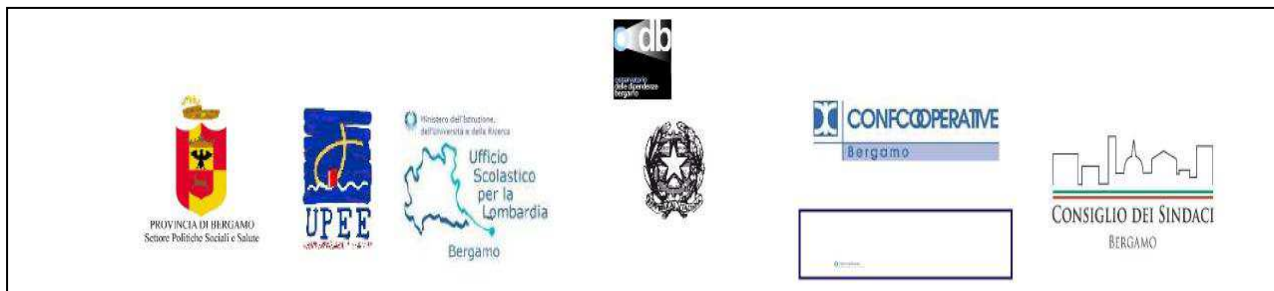 db
osservatorio
delle dipendenze
bergamo
PROVINCIA DI BERGAMO
Settore Politiche Sociali e Salute
UPEE
Ministero dell'Istruzione,
dell'Università e della Ricerca
Ufficio
Scolastico
per la
Lombardia
Bergamo
CONFCOOPERATIVE
Bergamo
CONSIGLIO DEI SINDACI
BERGAMO